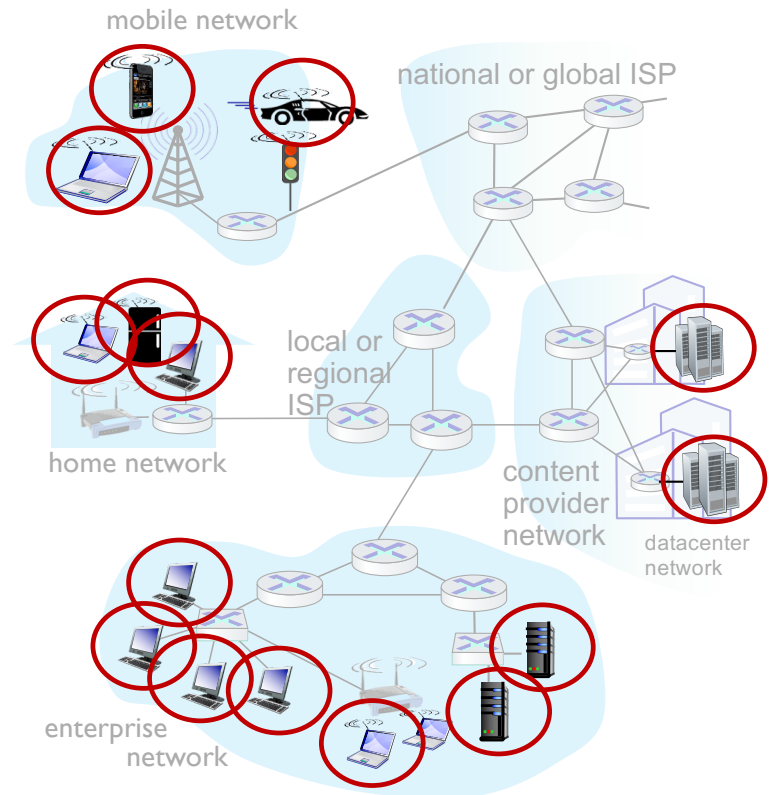 mobile network
national or global ISP
local or
regional
ISP
home network
content
provider
network
datacenter
network
enterprise
network